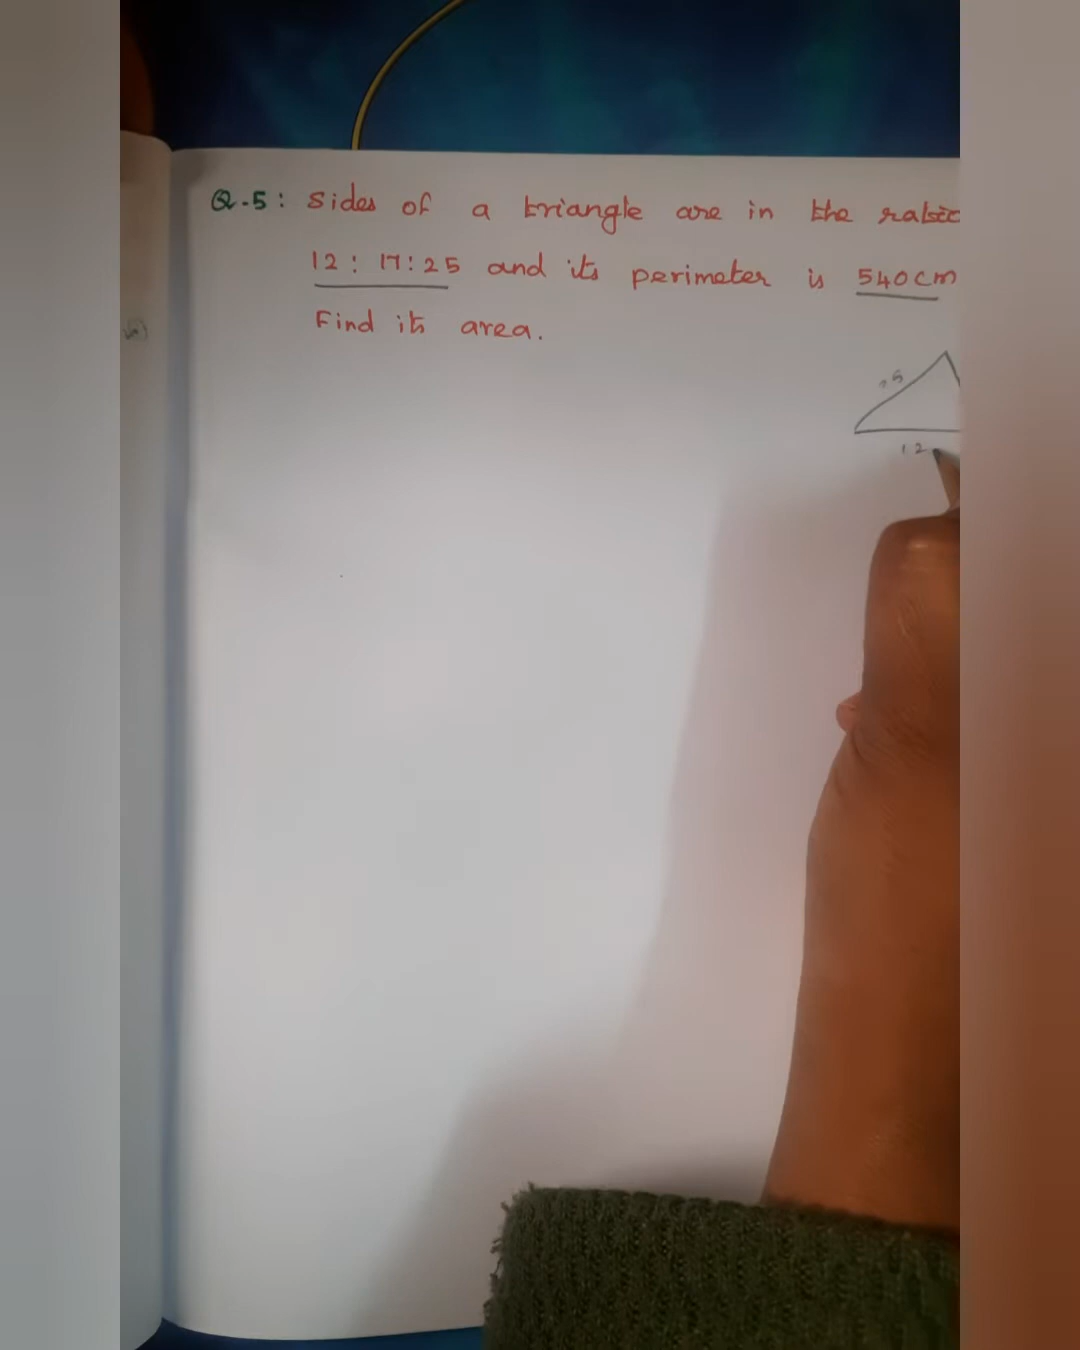 Q.5: Sides of a triangle are in the ratio
12 : 17 : 25 and its perimeter is 540cm
Find its area.
25
12